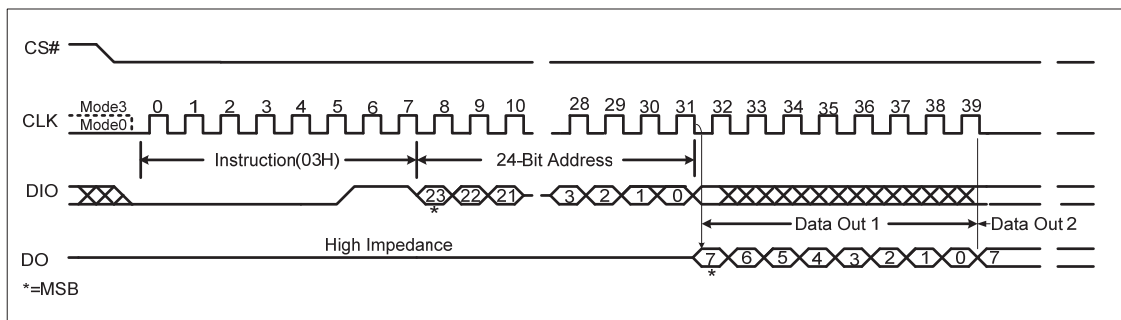 CS#
CLK Mode3 0 1 2 3 4 5 6 7 8 9 10 28 29 30 31 32 33 34 35 36 37 38 39
Mode0
Instruction(03H) 24-Bit Address
DIO 23 22 21 3 2 1 0
*
Data Out 1 Data Out 2
High Impedance
DO 7 6 5 4 3 2 1 0 7
*
*=MSB